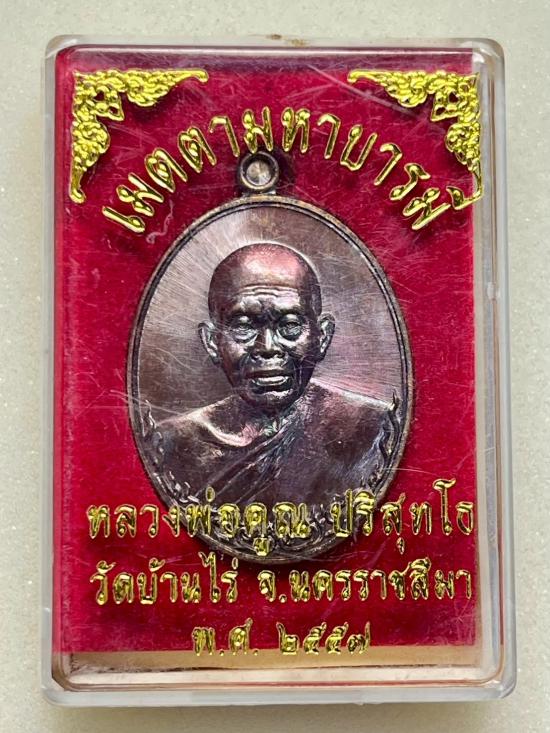 เมตตามหาบารมี
หลวงพ่อคูณ ปริสุทโธ
วัดบ้านไร่ จ.นครราชสีมา
พ.ศ. ๒๕๕๗